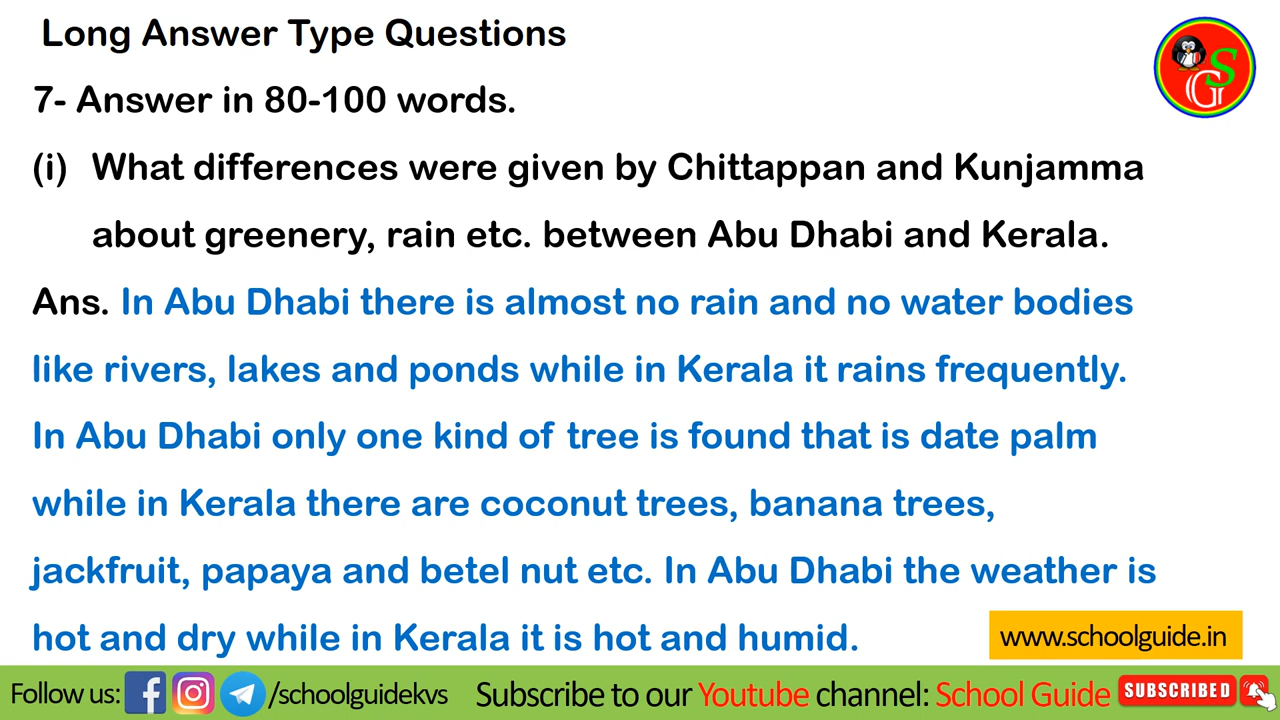 Long Answer Type Questions
7- Answer in 80-100 words.
(i) What differences were given by Chittappan and Kunjamma
about greenery, rain etc. between Abu Dhabi and Kerala.
Ans. In Abu Dhabi there is almost no rain and no water bodies
like rivers, lakes and ponds while in Kerala it rains frequently.
In Abu Dhabi only one kind of tree is found that is date palm
while in Kerala there are coconut trees, banana trees,
jackfruit, papaya and betel nut etc. In Abu Dhabi the weather is
hot and dry while in Kerala it is hot and humid.
www.schoolguide.in
Follow us: /schoolguidekvs Subscribe to our Youtube channel: School Guide SUBSCRIBED
SG